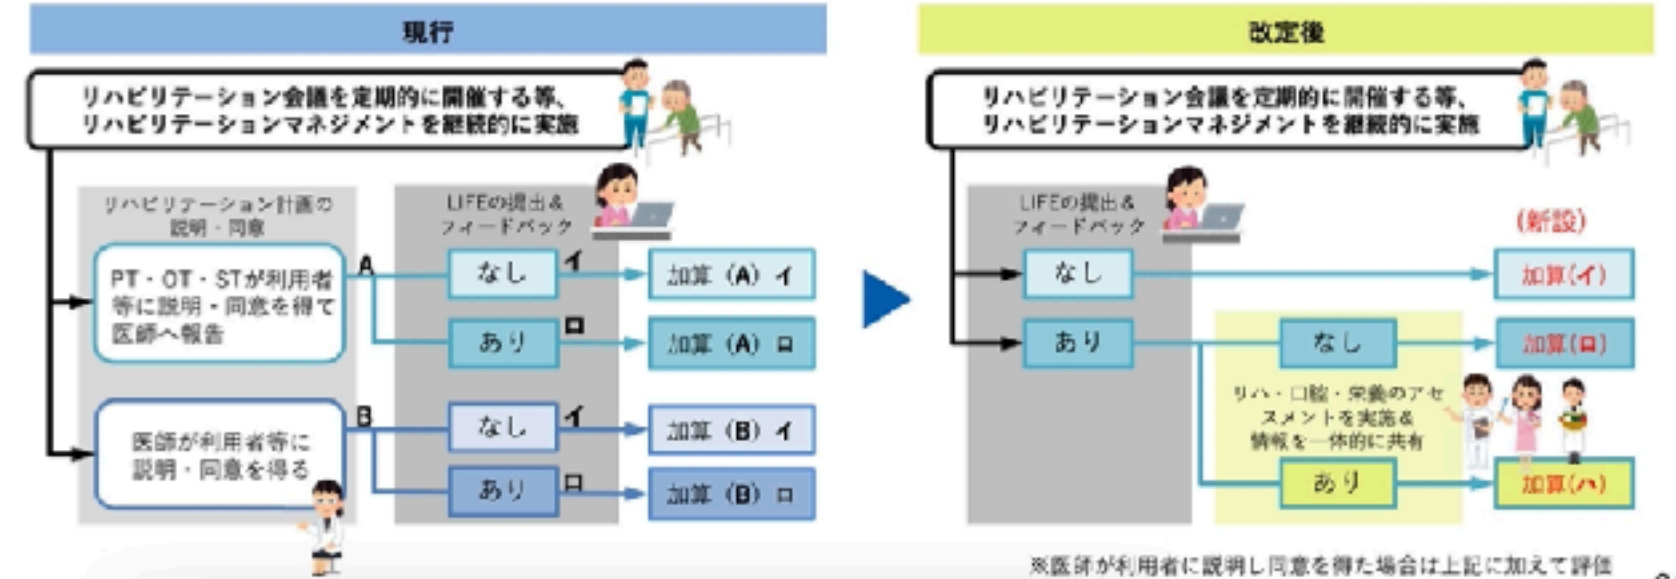 現行
リハビリテーション会議を定期的に開催する等、
リハビリテーションマネジメントを継続的に実施
リハビリテーション計画の
説明・同意
LIFEの提出＆
フィードバック
PT・OT・STが利用者
等に説明・同意を得て
医師へ報告
A
なし
イ
加算（A）イ
あり
ロ
加算（A）ロ
医師が利用者等に
説明・同意を得る
B
なし
イ
加算（B）イ
あり
ロ
加算（B）ロ
改定後
リハビリテーション会議を定期的に開催する等、
リハビリテーションマネジメントを継続的に実施
LIFEの提出＆
フィードバック
(新設)
なし
加算(イ)
あり
なし
加算(ロ)
リハ・口腔・栄養のアセ
スメントを実施＆
情報を一体的に共有
あり
加算(ハ)
※医師が利用者に説明し同意を得た場合は上記に加えて評価